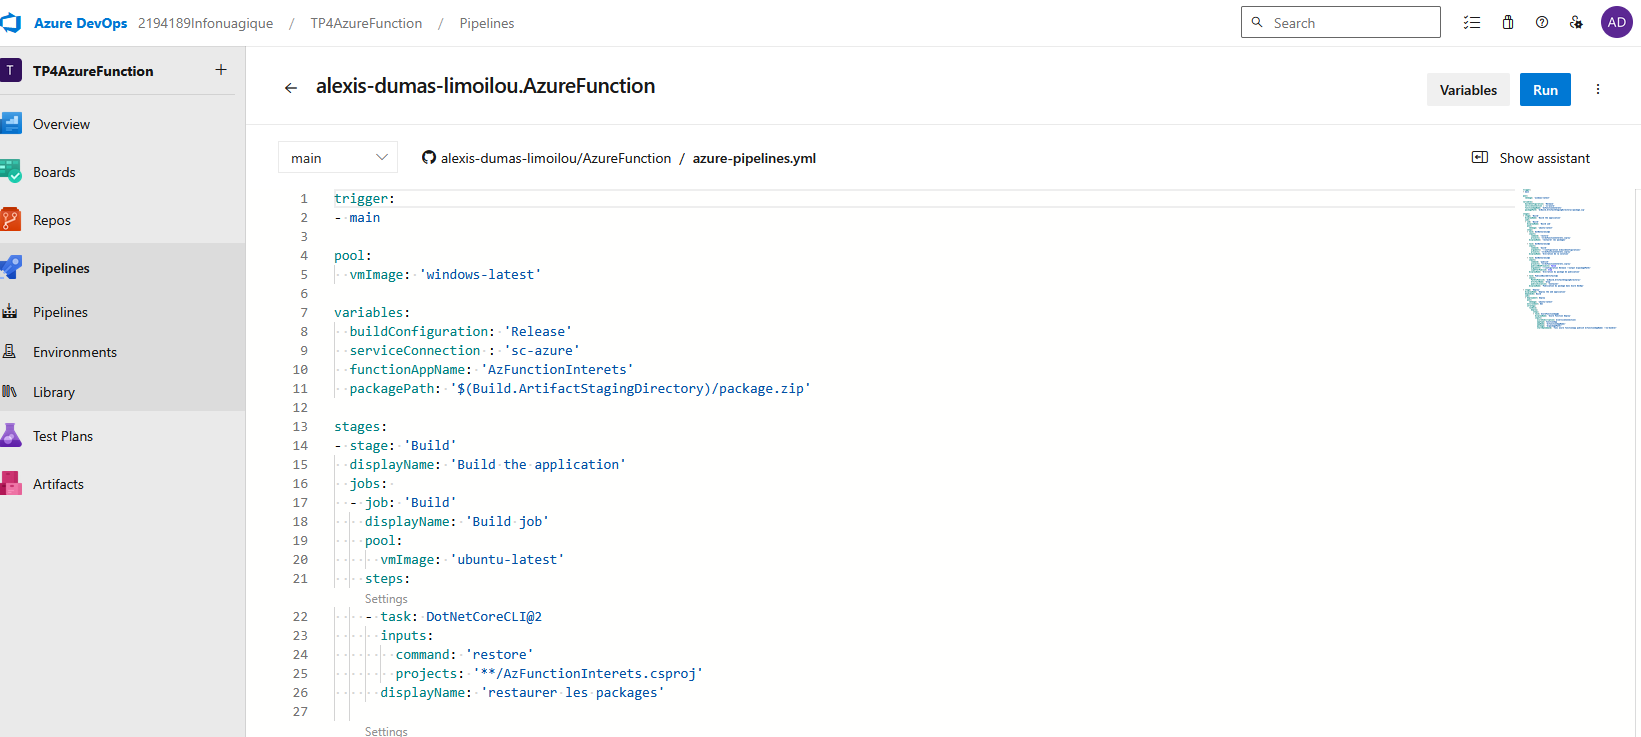 Azure DevOps 2194189Infonuagique / TP4AzureFunction / Pipelines Search AD
T TP4AzureFunction +
Overview
Boards
Repos
Pipelines
Pipelines
Environments
Library
Test Plans
Artifacts
alexis-dumas-limoilou.AzureFunction Variables Run
main alexis-dumas-limoilou/AzureFunction / azure-pipelines.yml Show assistant
1 trigger:
2 - main
3
4 pool:
5 vmImage: 'windows-latest'
6
7 variables:
8 buildConfiguration: 'Release'
9 serviceConnection : 'sc-azure'
10 functionAppName: 'AzFunctionInterets'
11 packagePath: '$(Build.ArtifactStagingDirectory)/package.zip'
12
13 stages:
14 - stage: 'Build'
15 displayName: 'Build the application'
16 jobs:
17 - job: 'Build'
18 displayName: 'Build job'
19 pool:
20 vmImage: 'ubuntu-latest'
21 steps:
Settings
22 - task: DotNetCoreCLI@2
23 inputs:
24 command: 'restore'
25 projects: '**/AzFunctionInterets.csproj'
26 displayName: 'restaurer les packages'
27
Settings